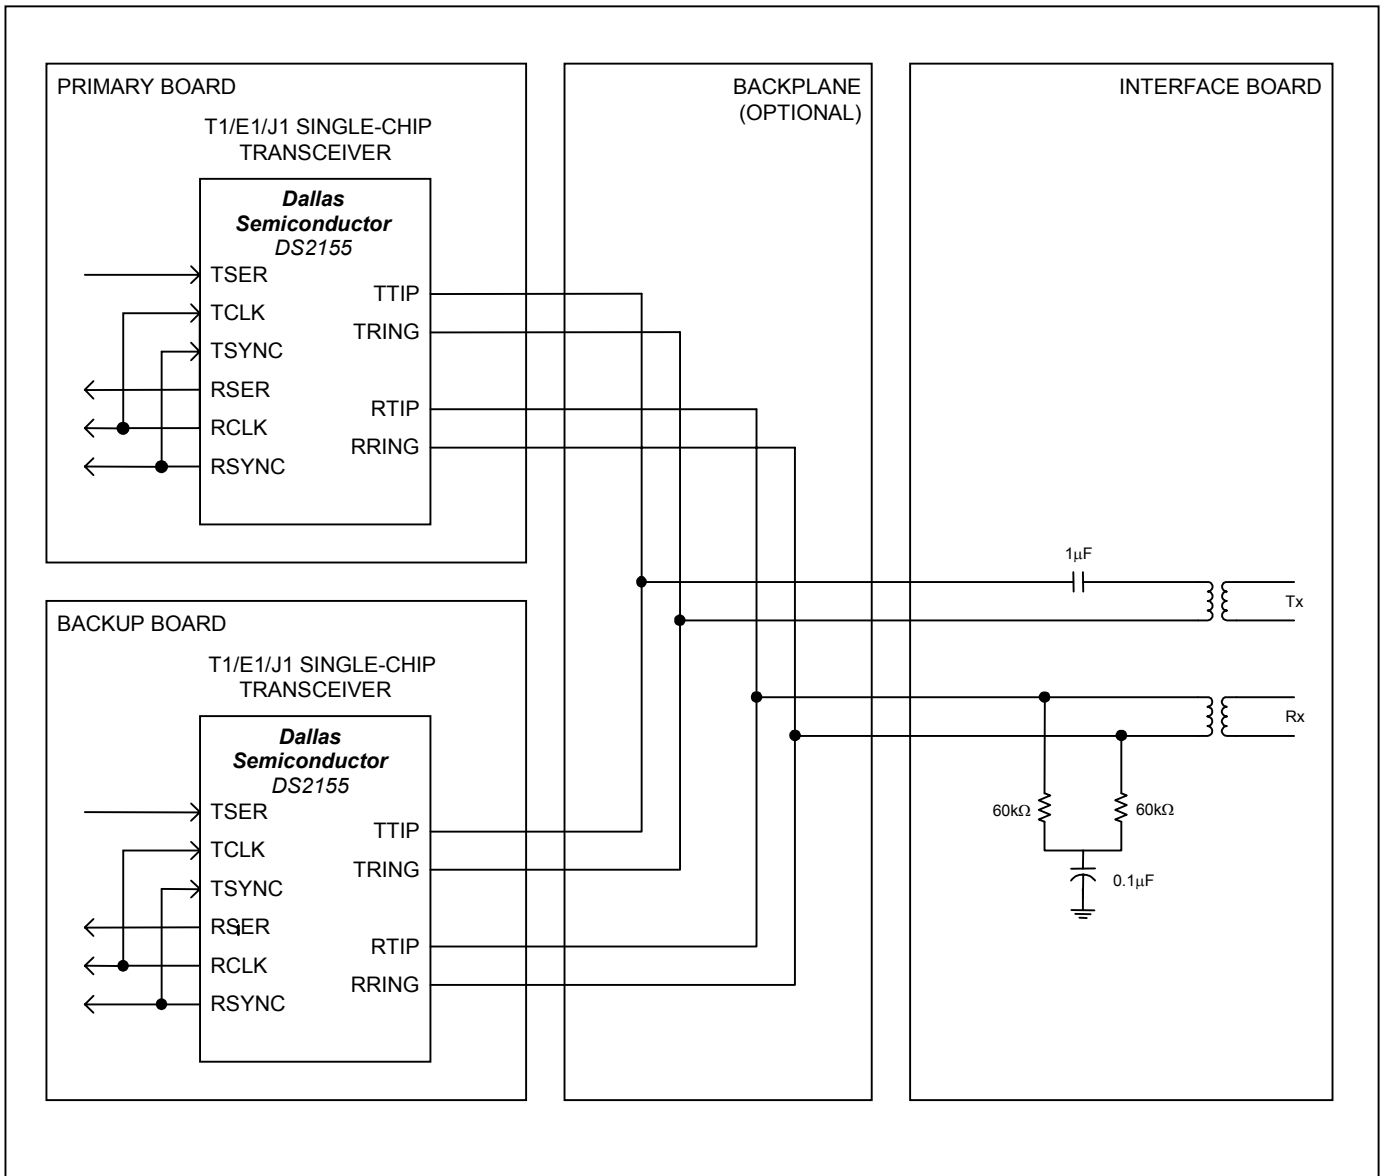 PRIMARY BOARD
T1/E1/J1 SINGLE-CHIP
TRANSCEIVER
Dallas
Semiconductor
DS2155
TSER
TCLK
TSYNC
RSER
RCLK
RSYNC
TTIP
TRING
RTIP
RRING
BACKUP BOARD
T1/E1/J1 SINGLE-CHIP
TRANSCEIVER
Dallas
Semiconductor
DS2155
TSER
TCLK
TSYNC
RSER
RCLK
RSYNC
TTIP
TRING
RTIP
RRING
BACKPLANE
(OPTIONAL)
INTERFACE BOARD
1μF
Tx
Rx
60kΩ
60kΩ
0.1μF